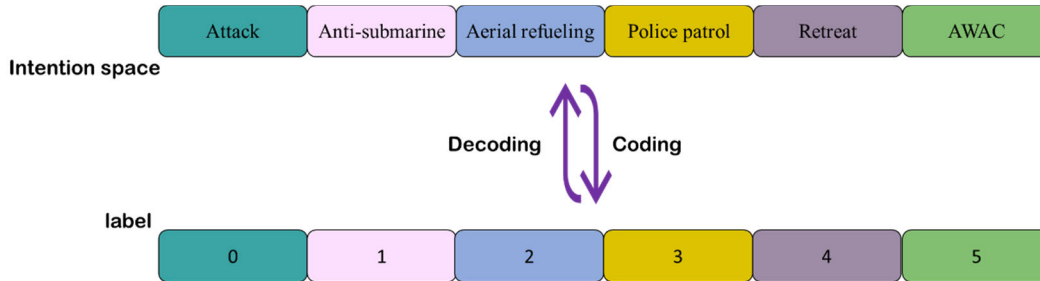 Attack Anti-submarine Aerial refueling Police patrol Retreat AWAC
Intention space
Decoding Coding
label
0 1 2 3 4 5